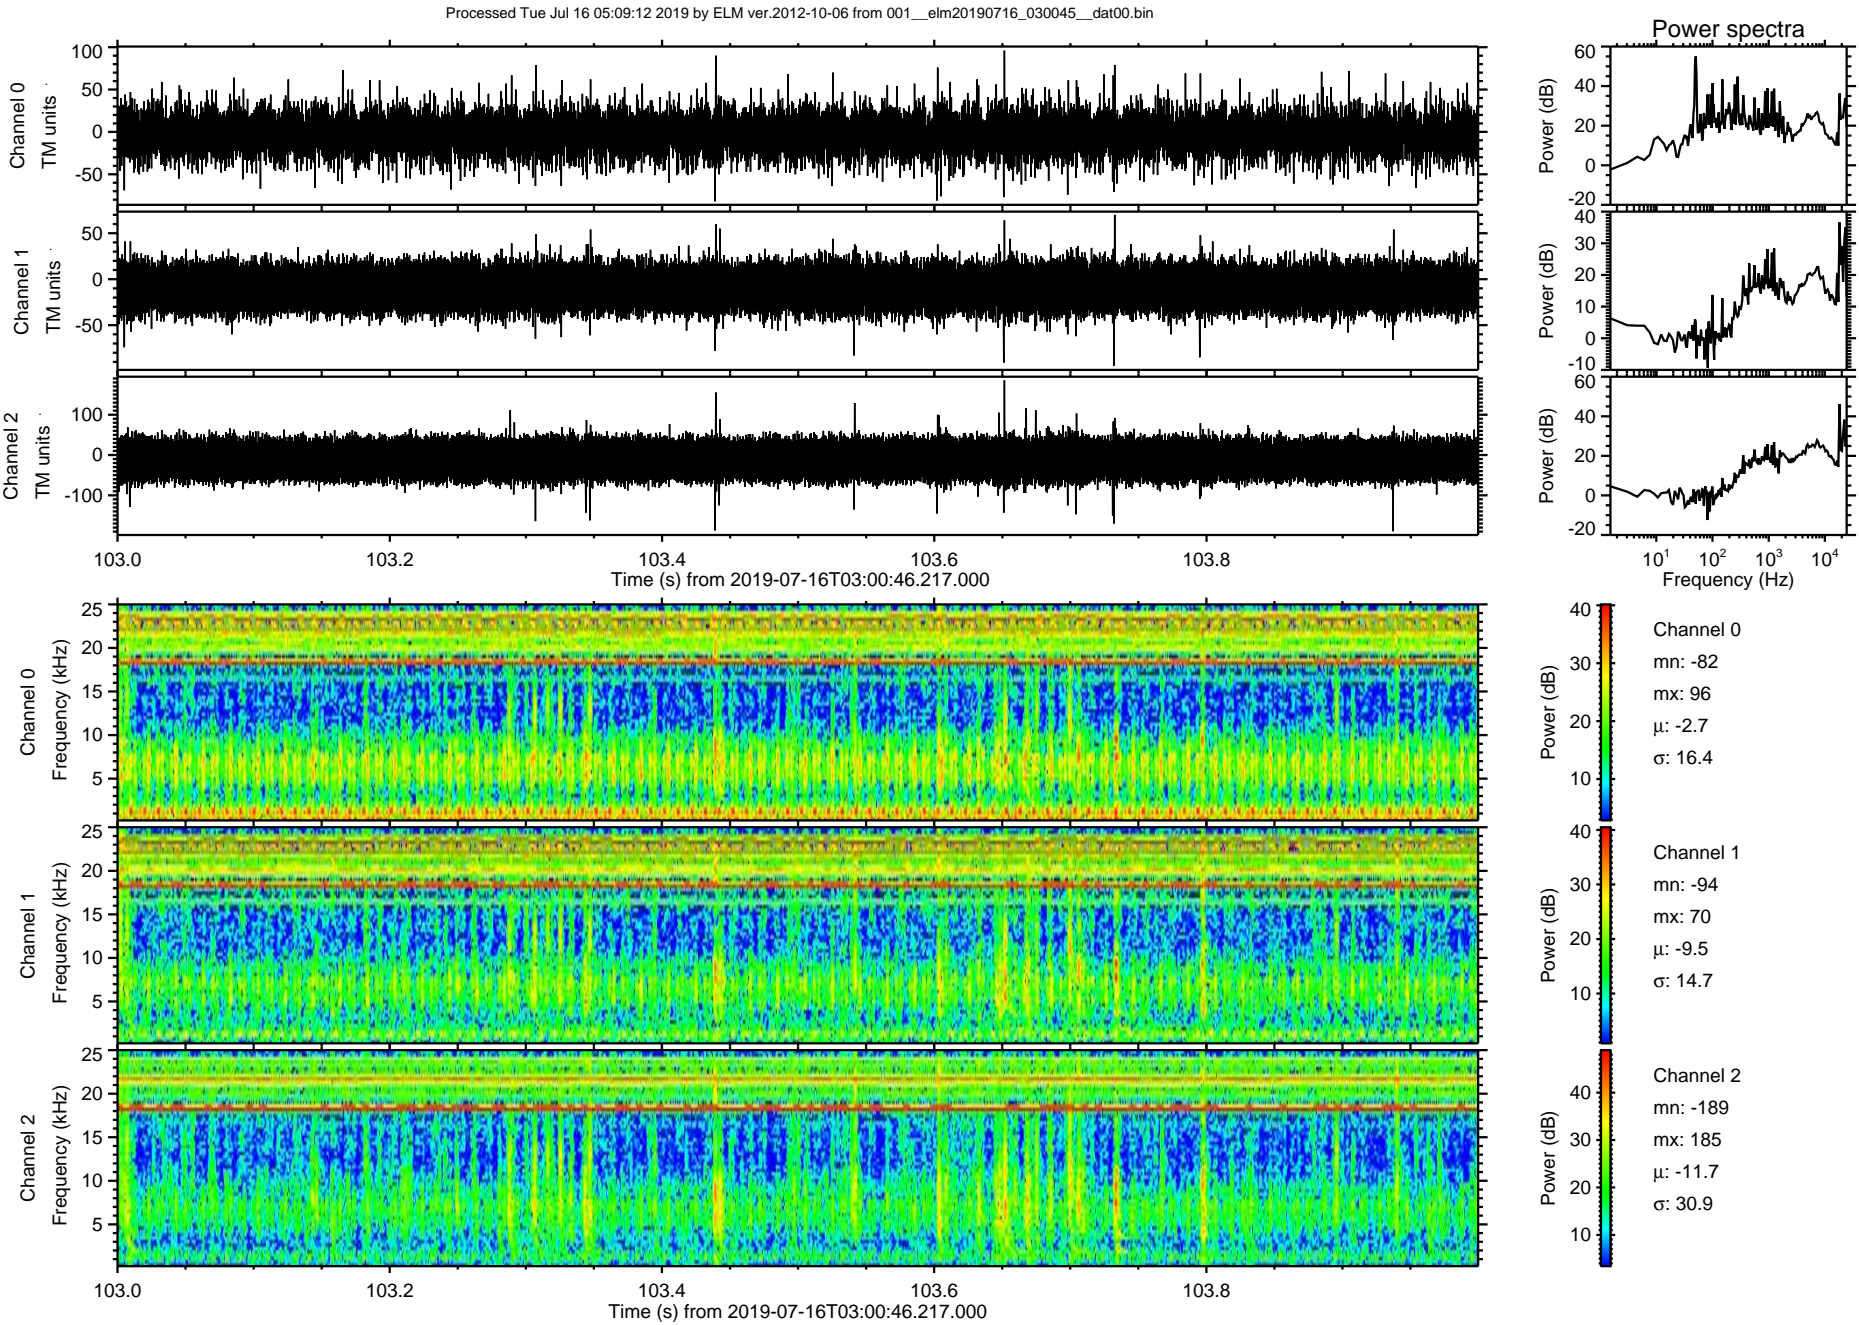 Processed Tue Jul 16 05:09:12 2019 by ELM ver.2012-10-06 from 001__elm20190716_030045__dat00.bin
Power spectra
Channel 0
TM units
100
50
0
-50
Power (dB)
60
40
20
0
-20
Channel 1
TM units
50
0
-50
Power (dB)
40
30
20
10
0
-10
Channel 2
TM units
100
0
-100
Power (dB)
60
40
20
0
-20
103.0 103.2 103.4 103.6 103.8
Time (s) from 2019-07-16T03:00:46.217.000
10^1 10^2 10^3 10^4
Frequency (Hz)
Channel 0
Frequency (kHz)
25
20
15
10
5
Power (dB)
40
30
20
10
Channel 0
mn: -82
mx: 96
μ: -2.7
σ: 16.4
Channel 1
Frequency (kHz)
25
20
15
10
5
Power (dB)
40
30
20
10
Channel 1
mn: -94
mx: 70
μ: -9.5
σ: 14.7
Channel 2
Frequency (kHz)
25
20
15
10
5
Power (dB)
40
30
20
10
Channel 2
mn: -189
mx: 185
μ: -11.7
σ: 30.9
103.0 103.2 103.4 103.6 103.8
Time (s) from 2019-07-16T03:00:46.217.000